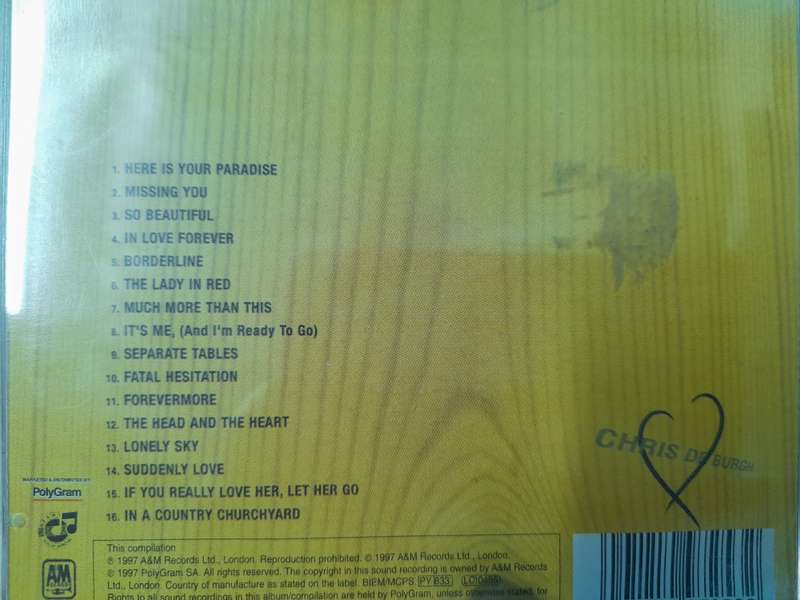 1. HERE IS YOUR PARADISE
2. MISSING YOU
3. SO BEAUTIFUL
4. IN LOVE FOREVER
5. BORDERLINE
6. THE LADY IN RED
7. MUCH MORE THAN THIS
8. IT'S ME, (And I'm Ready To Go)
9. SEPARATE TABLES
10. FATAL HESITATION
11. FOREVERMORE
12. THE HEAD AND THE HEART
13. LONELY SKY
14. SUDDENLY LOVE
15. IF YOU REALLY LOVE HER, LET HER GO
16. IN A COUNTRY CHURCHYARD
CHRIS DE BURGH
MARKETED & DISTRIBUTED BY
PolyGram
A&M
This compilation
℗ 1997 A&M Records Ltd., London. Reproduction prohibited. © 1997 A&M Records Ltd., London.
℗ 1997 PolyGram SA. All rights reserved. The copyright in this sound recording is owned by A&M Records
Ltd., London. Country of manufacture as stated on the label. BIEM/MCPS PY 833
Rights to all sound recordings in this album/compilation are held by PolyGram, unless otherwise stated, for